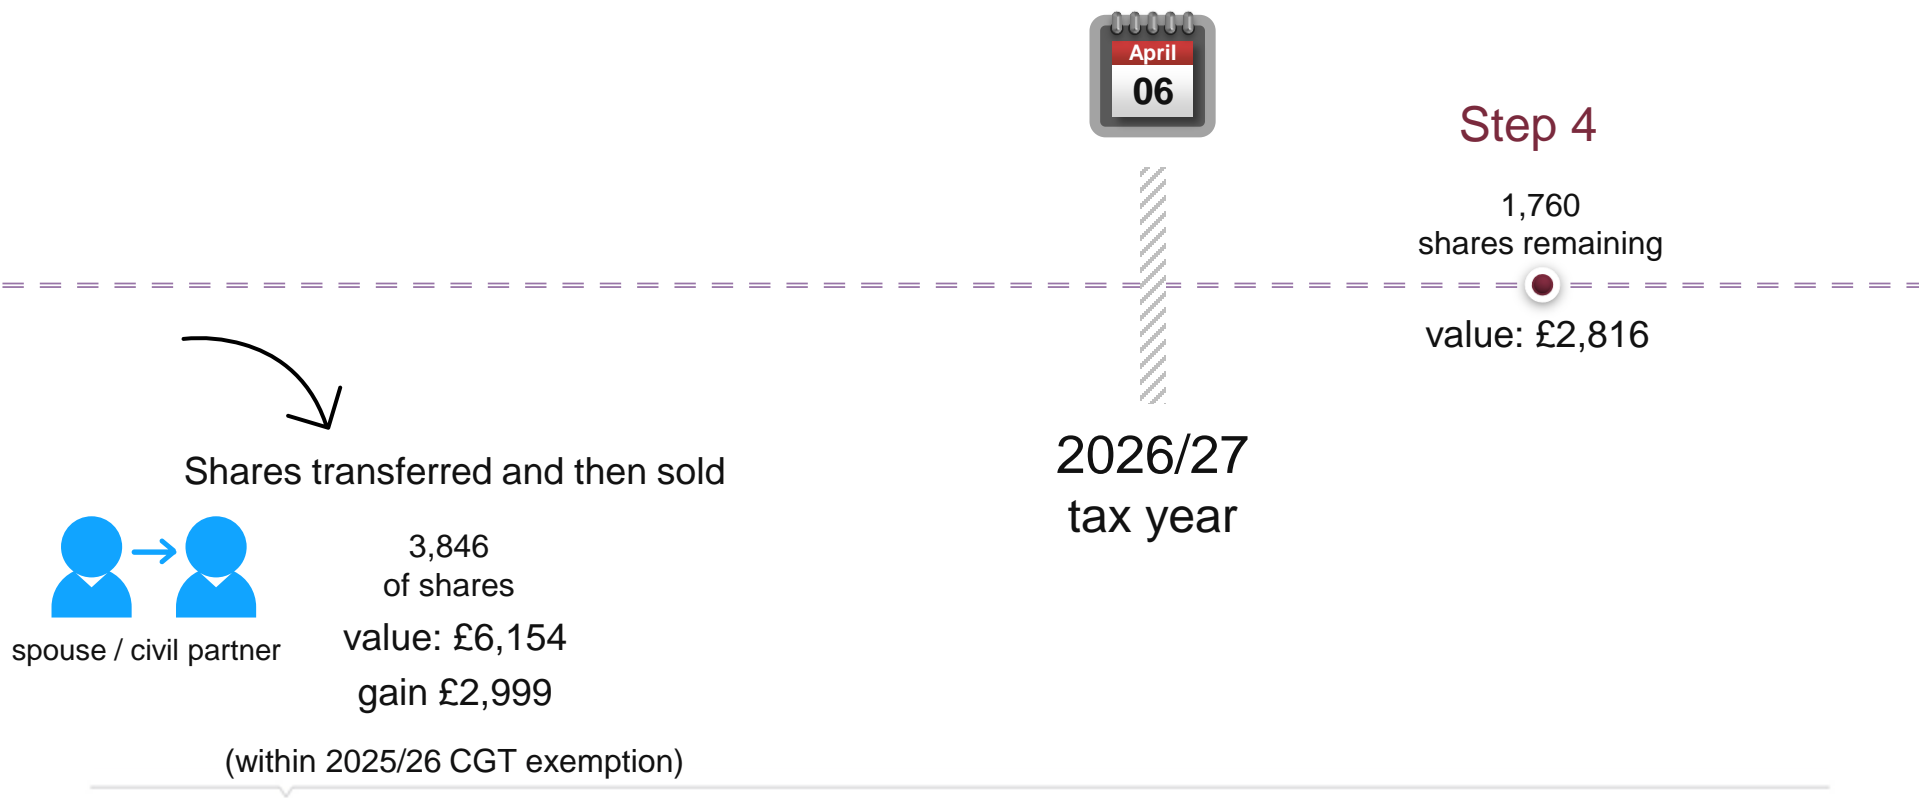 April
06
Step 4
1,760
shares remaining
value: £2,816
Shares transferred and then sold
spouse / civil partner
3,846
of shares
value: £6,154
gain £2,999
(within 2025/26 CGT exemption)
2026/27
tax year